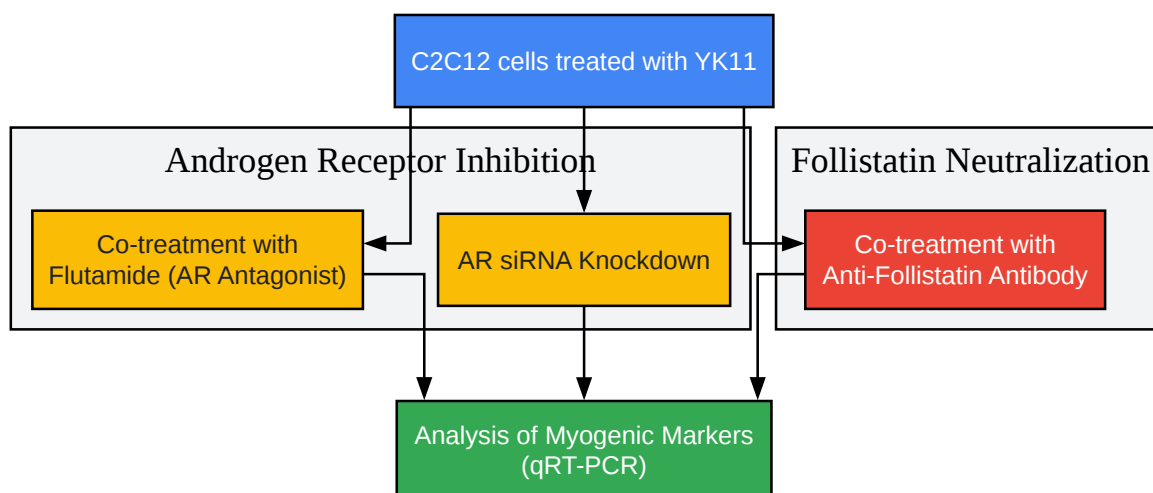 C2C12 cells treated with YK11
Androgen Receptor Inhibition
Follistatin Neutralization
Co-treatment with
Flutamide (AR Antagonist)
AR siRNA Knockdown
Co-treatment with
Anti-Follistatin Antibody
Analysis of Myogenic Markers
(qRT-PCR)